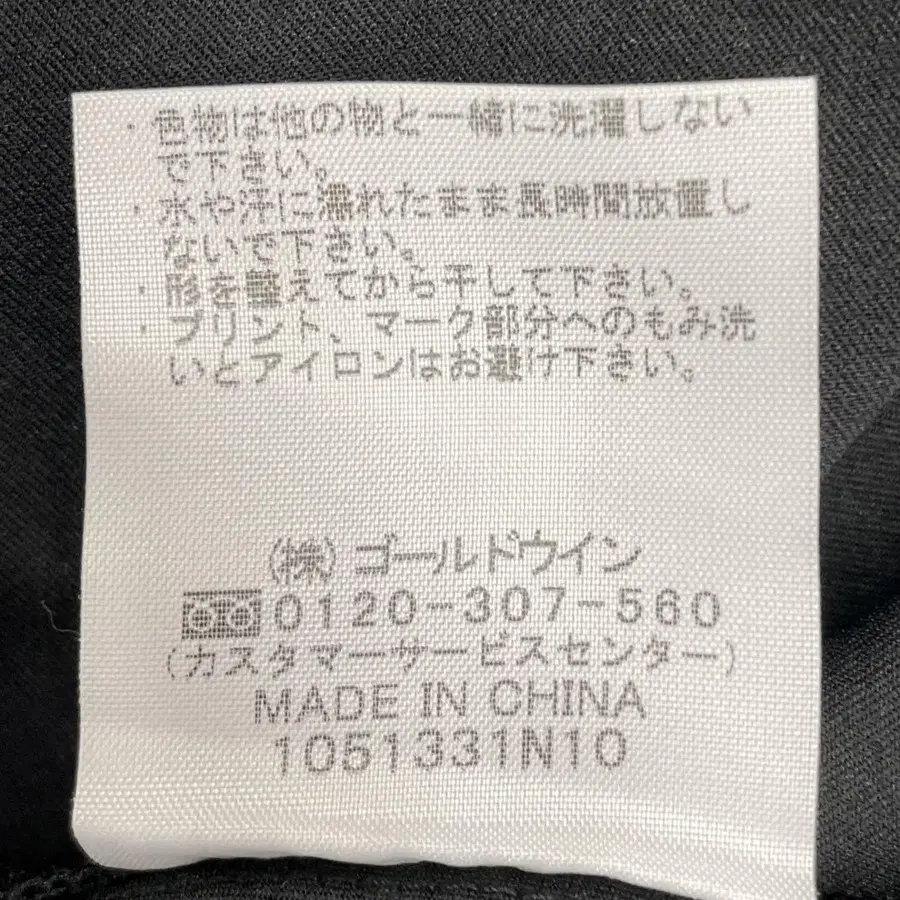 ・色物は他の物と一緒に洗濯しない
で下さい。
・水や汗に濡れたまま長時間放置し
ないで下さい。
・形を整えてから干して下さい。
・プリント、マーク部分へのもみ洗
いとアイロンはお避け下さい。
(株)ゴールドウイン
0120-307-560
(カスタマーサービスセンター)
MADE IN CHINA
1051331N10